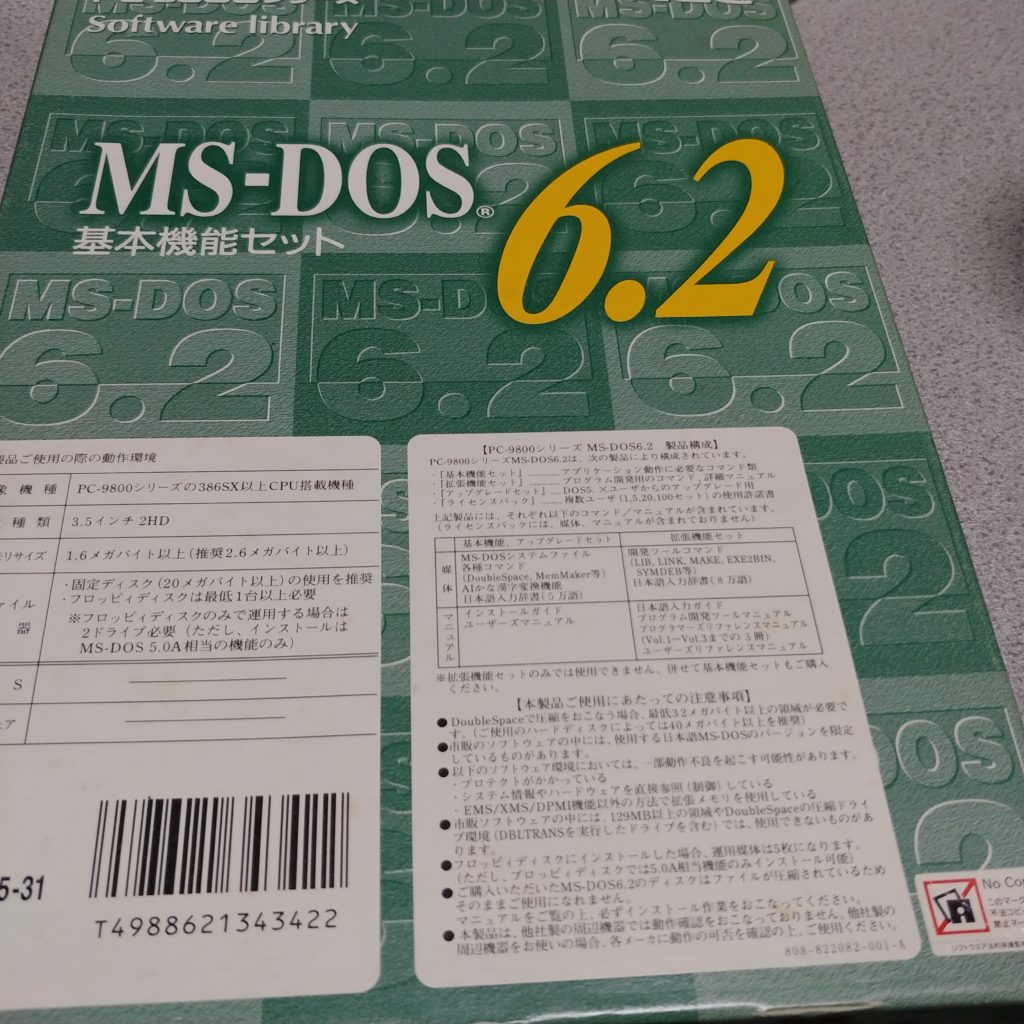 Software library
MS-DOS®
6.2
基本機能セット
MS-DOS
6.2
MS-DOS
6.2
MS-DOS
6.2
MS-DOS
6.2
MS-DOS
6.2
製品ご使用の際の動作環境
象機種 PC-9800シリーズの386SX以上CPU搭載機種
種類 3.5インチ 2HD
モリサイズ 1.6メガバイト以上(推奨2.6メガバイト以上)
・固定ディスク(20メガバイト以上)の使用を推奨
ァイル ・フロッピィディスクは最低1台以上必要
器 ※フロッピィディスクのみで運用する場合は
2ドライブ必要(ただし、インストールは
MS-DOS 5.0A相当の機能のみ)
S
ェア
5-31
T4988621343422
【PC-9800シリーズ MS-DOS6.2 製品構成】
PC-9800シリーズMS-DOS6.2は、次の製品により構成されています。
・『基本機能セット』…… アプリケーション動作に必要なコマンド類
・『拡張機能セット』…… プログラム開発用のコマンド、詳細マニュアル
・『アップグレードセット』…. DOS5.×ユーザからのアップグレード用
・『ライセンスパック』…… 複数ユーザ(1,5,20,100セット)の使用許諾書
上記製品には、それぞれ以下のコマンド/マニュアルが含まれています。
(ライセンスパックには、媒体、マニュアルが含まれておりません)
基本機能、アップグレードセット 拡張機能セット
媒体 MS-DOSシステムファイル 開発ツールコマンド
各種コマンド (LIB, LINK, MAKE, EXE2BIN,
(DoubleSpace, MemMaker等) SYMDEB等)
AIかな漢字変換機能 日本語入力辞書(8万語)
日本語入力辞書(5万語)
マニュアル インストールガイド 日本語入力ガイド
ユーザーズマニュアル プログラム開発ツールマニュアル
プログラマーズリファレンスマニュアル
(Vol.1〜Vol.3までの3冊)
ユーザーズリファレンスマニュアル
※拡張機能セットのみでは使用できません。併せて基本機能セットもご購入
ください。
【本製品ご使用にあたっての注意事項】
●DoubleSpaceで圧縮をおこなう場合、最低32メガバイト以上の領域が必要で
す。(ご使用のハードディスクによっては40メガバイト以上を推奨)
●市販のソフトウェアの中には、使用する日本語MS-DOSのバージョンを限定
しているものがあります。
●以下のソフトウェア環境においては、一部動作不良を起こす可能性があります。
・プロテクトがかかっている
・システム情報やハードウェアを直接参照(制御)している
・EMS/XMS/DPMI機能以外の方法で拡張メモリを使用している
●市販ソフトウェアの中には、129MB以上の領域やDoubleSpaceの圧縮ドライ
ブ環境(DBLTRANSを実行したドライブを含む)では、使用できないものがあ
ります。
●フロッピィディスクにインストールした場合、運用媒体は5枚になります。
(ただし、フロッピィディスクでは5.0A相当機能のみインストール可能)
●ご購入いただいたMS-DOS6.2のディスクはファイルが圧縮されているため
そのままご使用になれません。
マニュアルをご覧の上、必ずインストール作業をおこなってください。
●本製品は、他社製の周辺機器では動作確認をおこなっておりません。他社製の
周辺機器をお使いの場合、各メーカに動作の可否を確認の上、ご使用ください。
808-822082-001-A
No Co
このマーク
不法コピ
禁止マー